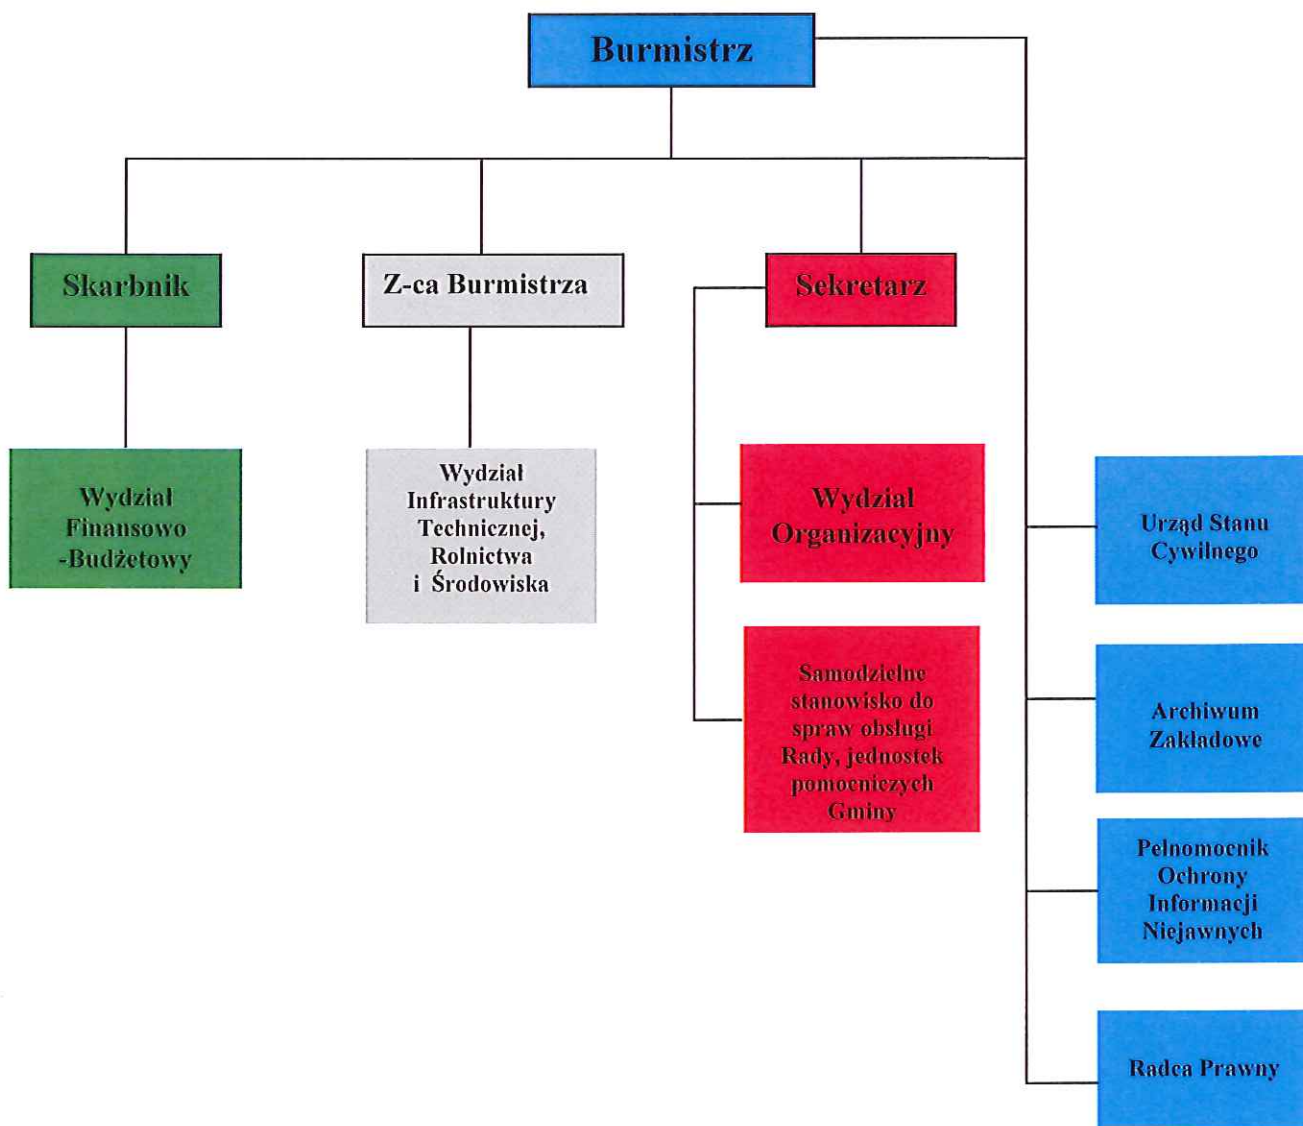 Burmistrz
Skarbnik
Z-ca Burmistrza
Sekretarz
Wydział
Finansowo
-Budżetowy
Wydział
Infrastruktury
Technicznej,
Rolnictwa
i Środowiska
Wydział
Organizacyjny
Samodzielne
stanowisko do
spraw obsługi
Rady, jednostek
pomocniczych
Gminy
Urząd Stanu
Cywilnego
Archiwum
Zakładowe
Pełnomocnik
Ochrony
Informacji
Niejawnych
Radca Prawny